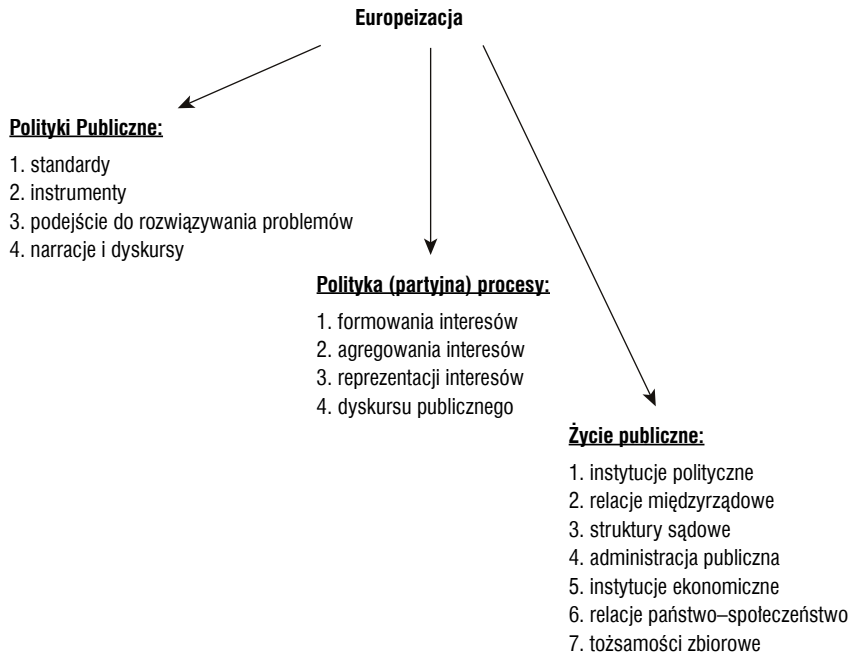 Europeizacja
Polityki Publiczne:
1. standardy
2. instrumenty
3. podejście do rozwiązywania problemów
4. narracje i dyskursy
Polityka (partyjna) procesy:
1. formowania interesów
2. agregowania interesów
3. reprezentacji interesów
4. dyskursu publicznego
Życie publiczne:
1. instytucje polityczne
2. relacje międzyrządowe
3. struktury sądowe
4. administracja publiczna
5. instytucje ekonomiczne
6. relacje państwo–społeczeństwo
7. tożsamości zbiorowe